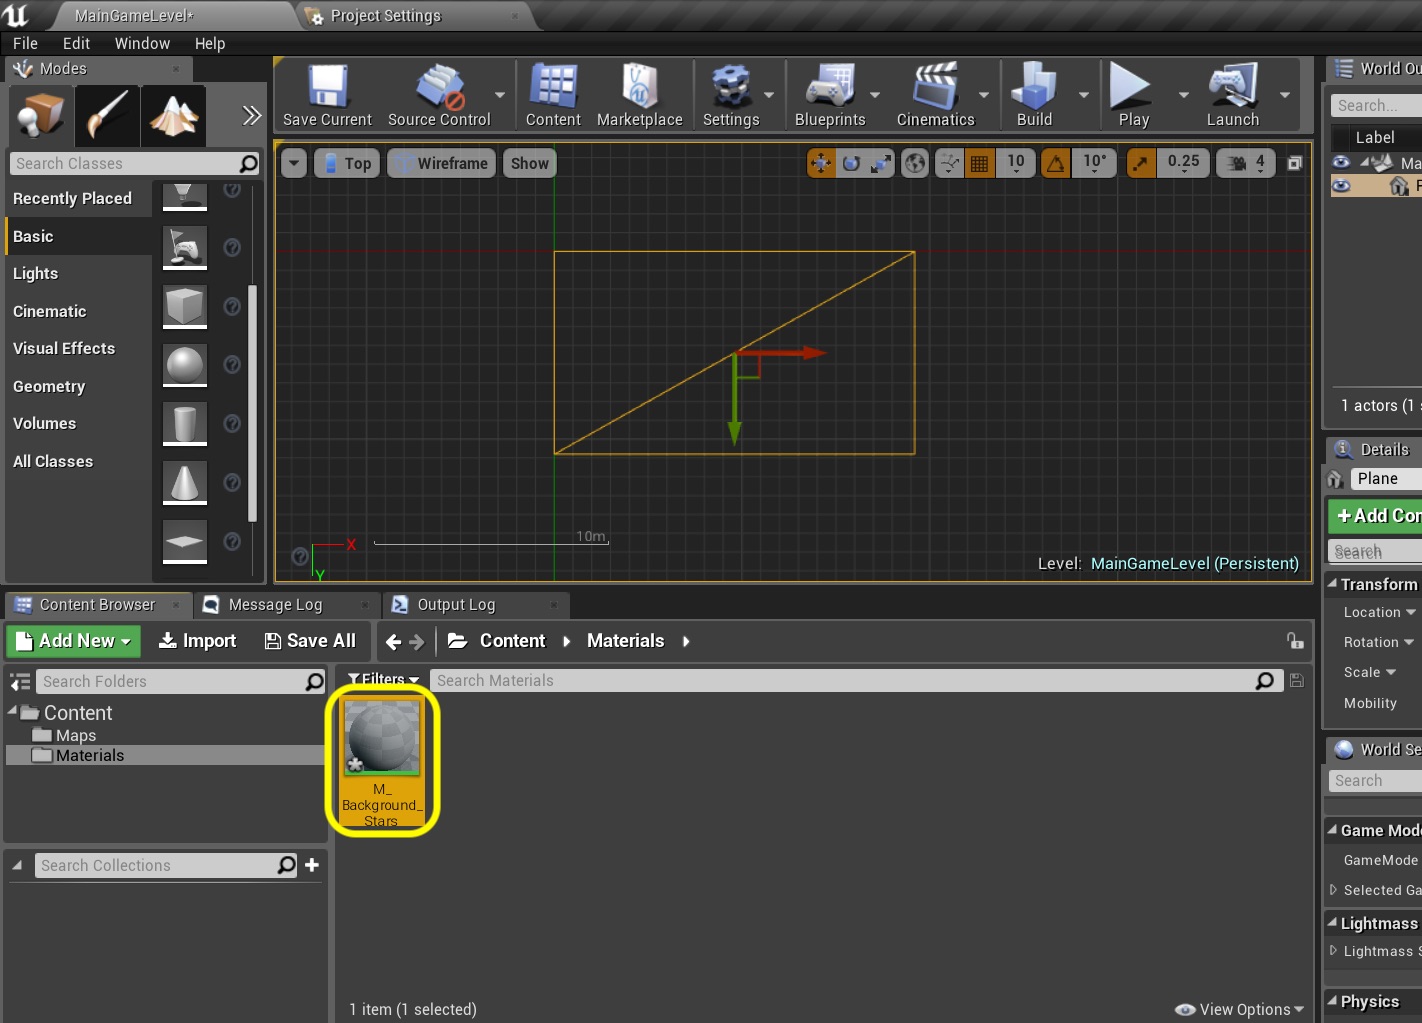 MainGameLevel*
Project Settings
File Edit Window Help
Modes
Search Classes
Recently Placed
Basic
Lights
Cinematic
Visual Effects
Geometry
Volumes
All Classes
Save Current
Source Control
Content
Marketplace
Settings
Blueprints
Cinematics
Build
Play
Launch
Top
Wireframe
Show
10
10°
0.25
4
10m
X
Y
Level: MainGameLevel (Persistent)
World Ou
Search...
Label
Ma
1 actors (1 s
Details
Plane
+Add Con
Search
Transform
Location
Rotation
Scale
Mobility
World Se
Search
Game Mode
GameMode
Selected Ga
Lightmass
Lightmass S
Physics
Content Browser
Message Log
Output Log
Add New
Import
Save All
Content
Materials
Search Folders
Filters
Search Materials
Content
Maps
Materials
M_
Background_
Stars
Search Collections
1 item (1 selected)
View Options